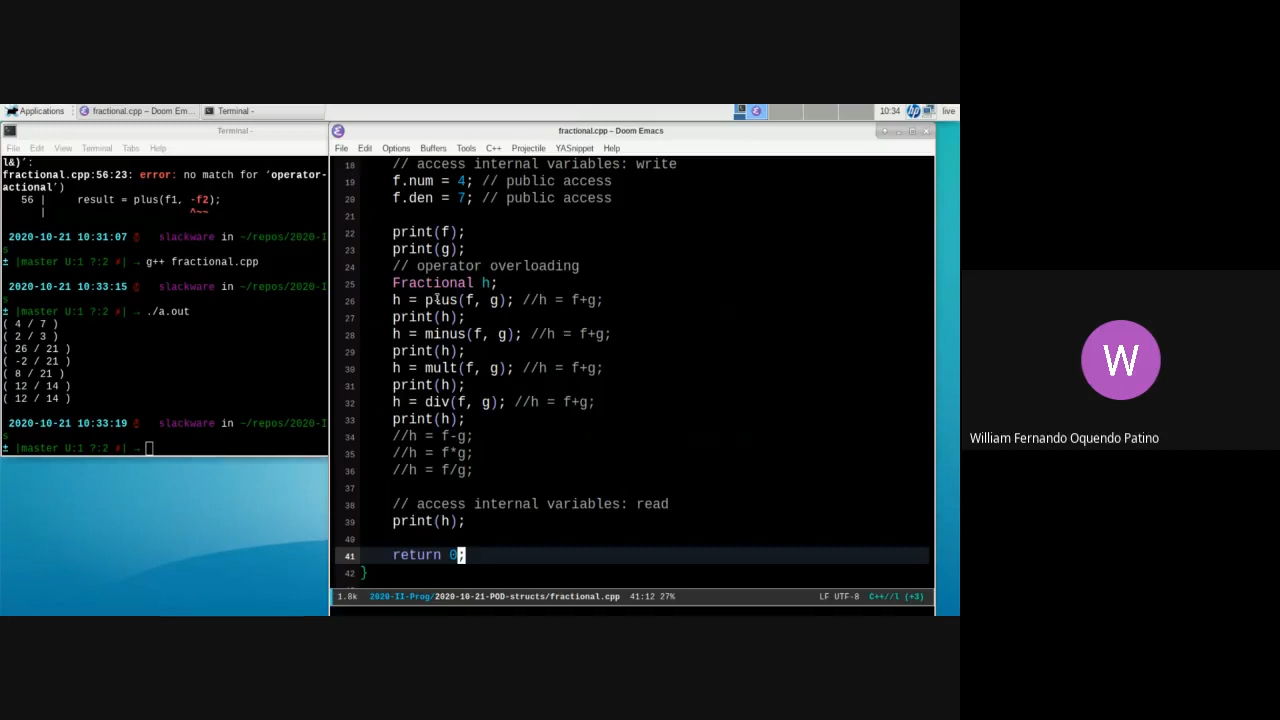 Applications
fractional.cpp – Doom Em...
Terminal -
10:34
hp
live
Terminal -
File Edit View Terminal Tabs Help
l&)’:
fractional.cpp:56:23: error: no match for ‘operator-
actional’)
56 | result = plus(f1, -f2);
| ^~~
2020-10-21 10:31:07 slackware in ~/repos/2020-I
s
± |master U:1 ?:2 ✗| → g++ fractional.cpp
2020-10-21 10:33:15 slackware in ~/repos/2020-I
s
± |master U:1 ?:2 ✗| → ./a.out
( 4 / 7 )
( 2 / 3 )
( 26 / 21 )
( -2 / 21 )
( 8 / 21 )
( 12 / 14 )
( 12 / 14 )
2020-10-21 10:33:19 slackware in ~/repos/2020-I
s
± |master U:1 ?:2 ✗| →
fractional.cpp – Doom Emacs
File Edit Options Buffers Tools C++ Projectile YASnippet Help
18 // access internal variables: write
19 f.num = 4; // public access
20 f.den = 7; // public access
21
22 print(f);
23 print(g);
24 // operator overloading
25 Fractional h;
26 h = plus(f, g); //h = f+g;
27 print(h);
28 h = minus(f, g); //h = f+g;
29 print(h);
30 h = mult(f, g); //h = f+g;
31 print(h);
32 h = div(f, g); //h = f+g;
33 print(h);
34 //h = f-g;
35 //h = f*g;
36 //h = f/g;
37
38 // access internal variables: read
39 print(h);
40
41 return 0;
42 }
1.8k 2020-II-Prog/2020-10-21-POD-structs/fractional.cpp 41:12 27% LF UTF-8 C++//l (+3)
W
William Fernando Oquendo Patino